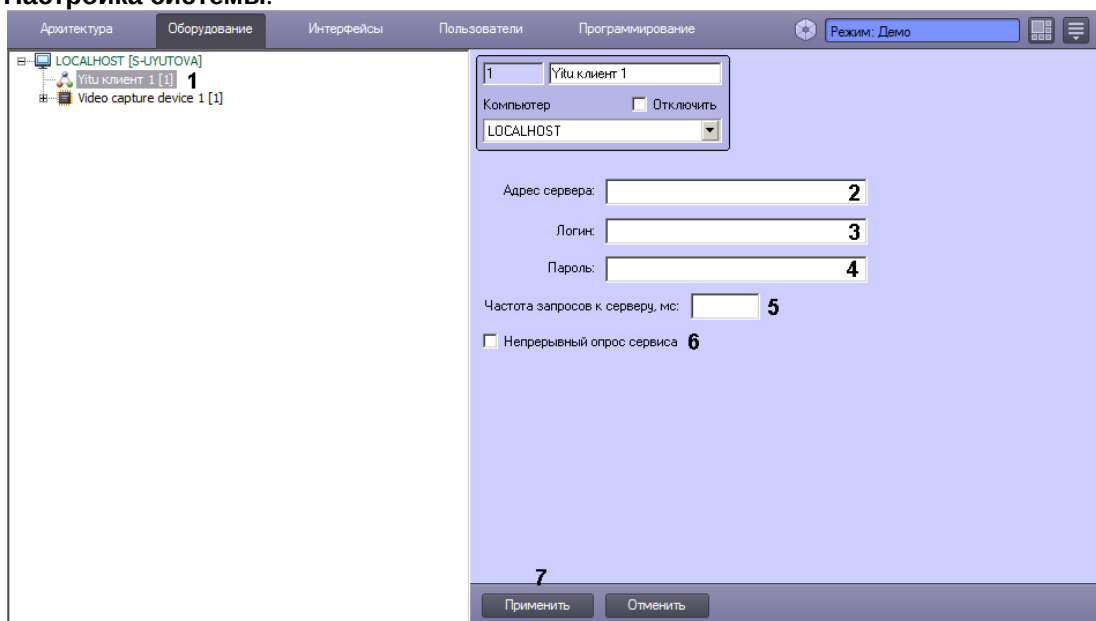 Настройка системы.
Архитектура Оборудование Интерфейсы Пользователи Программирование Режим: Демо
LOCALHOST [S-UYUTOVA]
Yitu клиент 1 [1] 1
Video capture device 1 [1]
1 Yitu клиент 1
Компьютер Отключить
LOCALHOST
Адрес сервера: 2
Логин: 3
Пароль: 4
Частота запросов к серверу, мс: 5
Непрерывный опрос сервиса 6
7
Применить Отменить